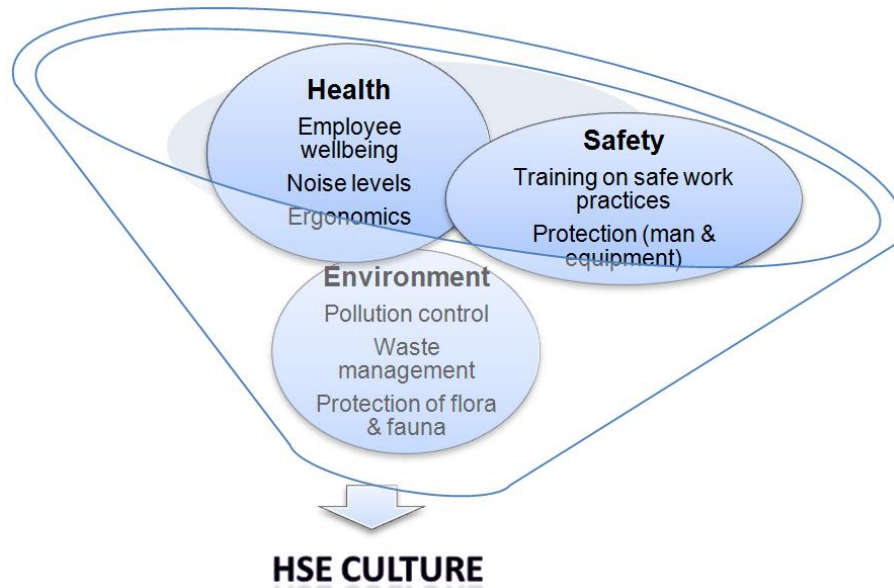 Health
Employee
wellbeing
Noise levels
Ergonomics
Safety
Training on safe work
practices
Protection (man &
equipment)
Environment
Pollution control
Waste
management
Protection of flora
& fauna
HSE CULTURE